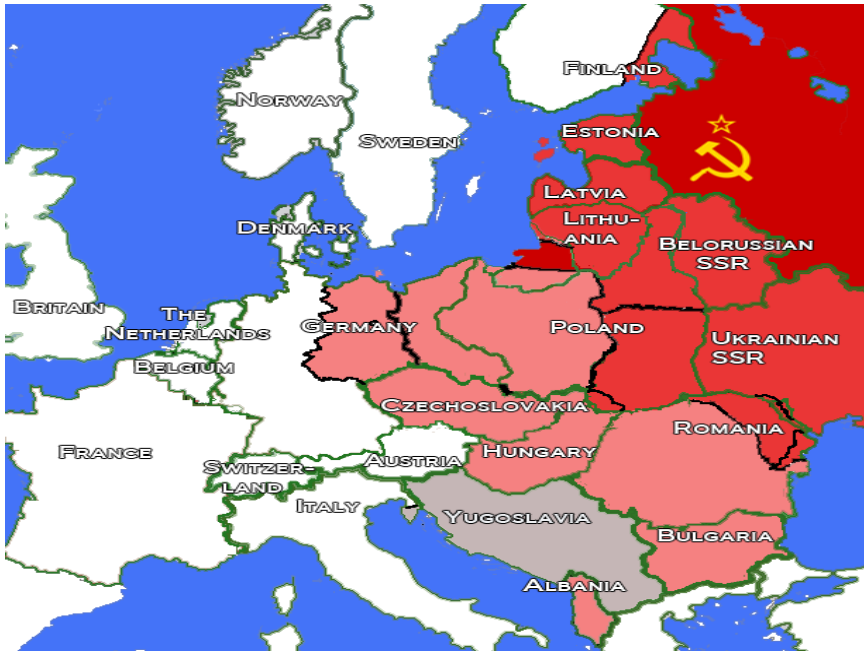 Finland
Norway
Estonia
Sweden
Latvia
Lithu-
ania
Denmark
Belorussian
SSR
Britain
The
Netherlands
Germany
Poland
Ukrainian
SSR
Belgium
Czechoslovakia
Romania
France
Hungary
Austria
Switzer-
land
Italy
Yugoslavia
Bulgaria
Albania